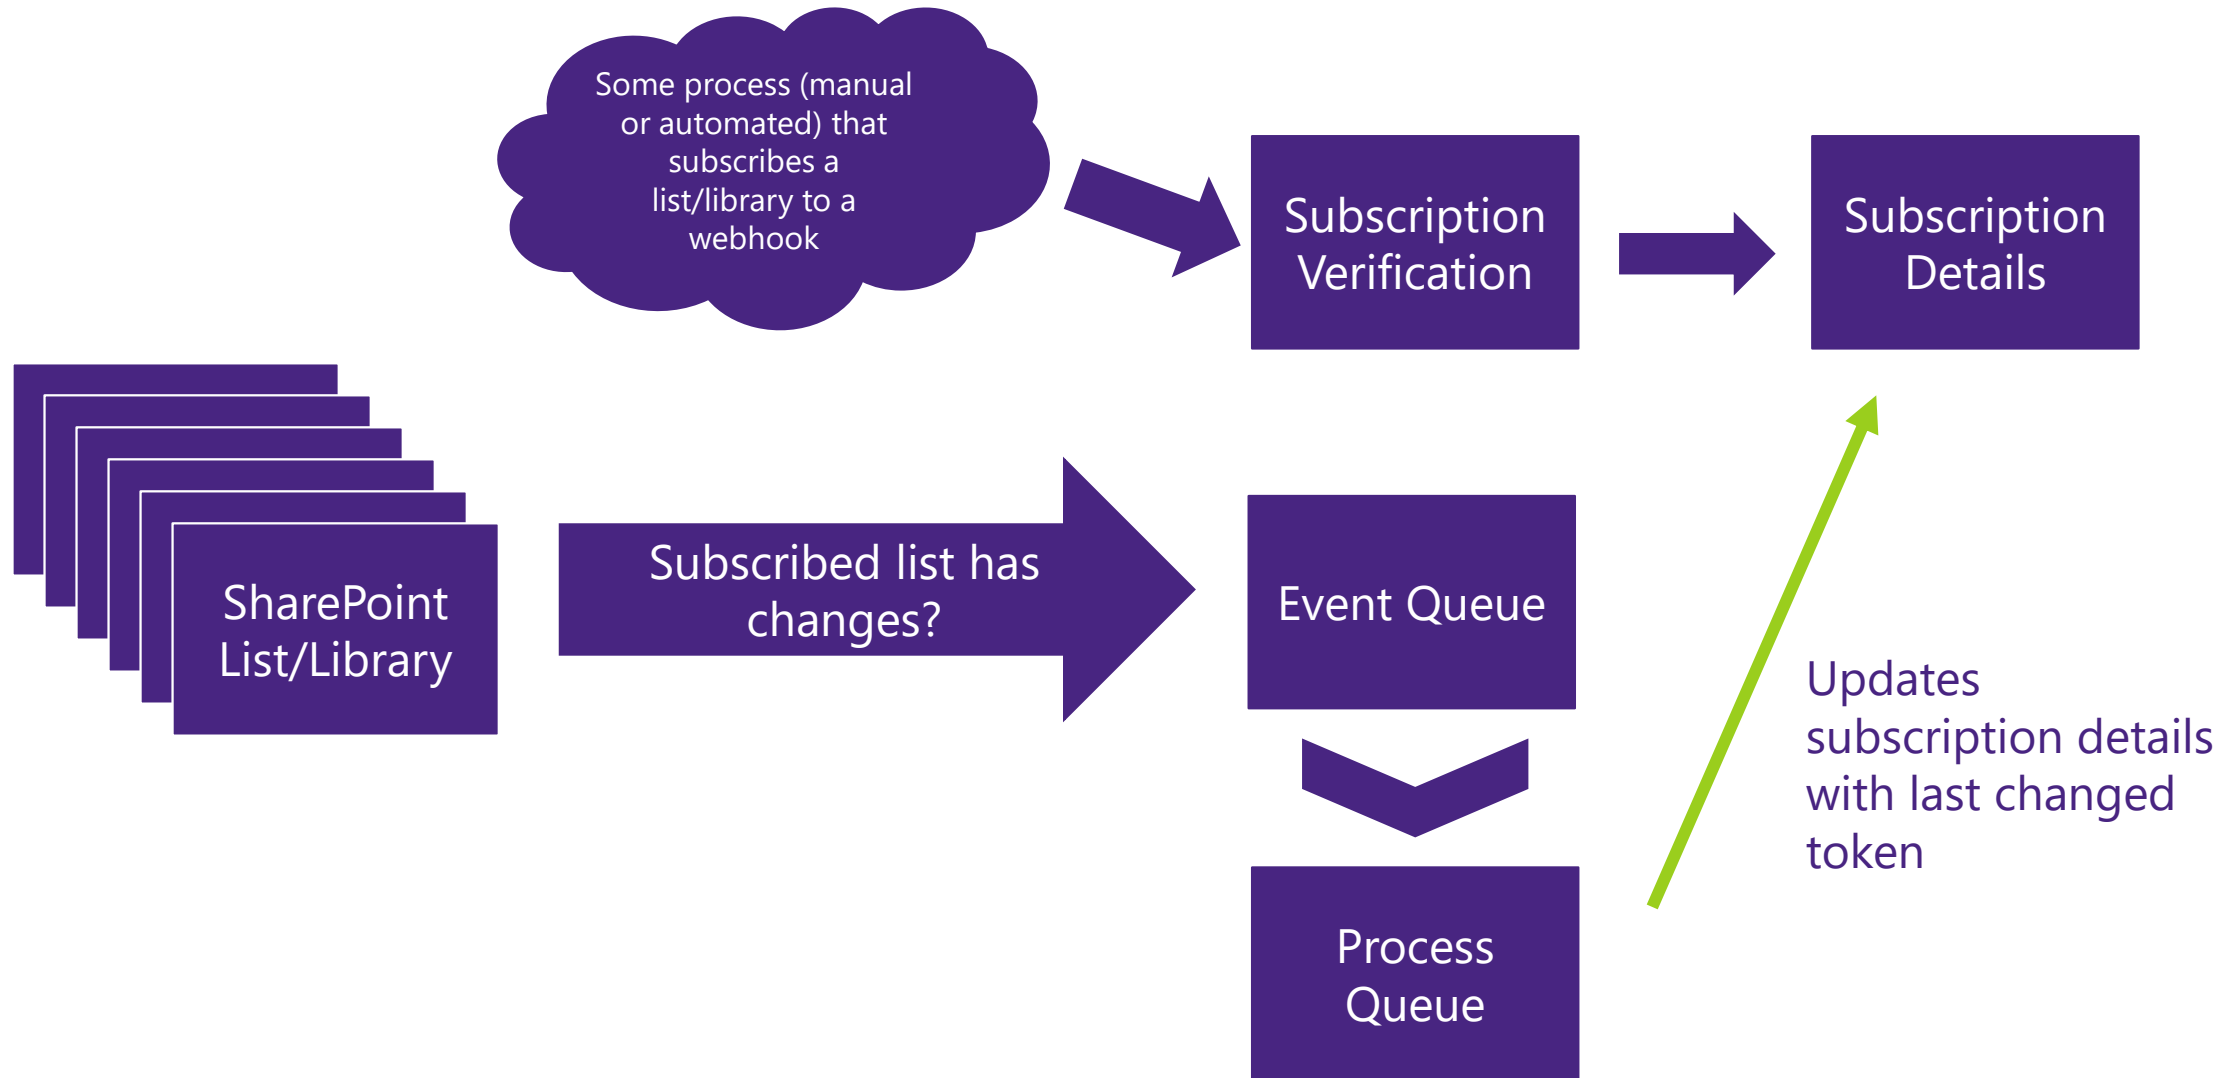 Some process (manual
or automated) that
subscribes a
list/library to a
webhook
Subscription
Verification
Subscription
Details
SharePoint
List/Library
Subscribed list has
changes?
Event Queue
Updates
subscription details
with last changed
token
Process
Queue